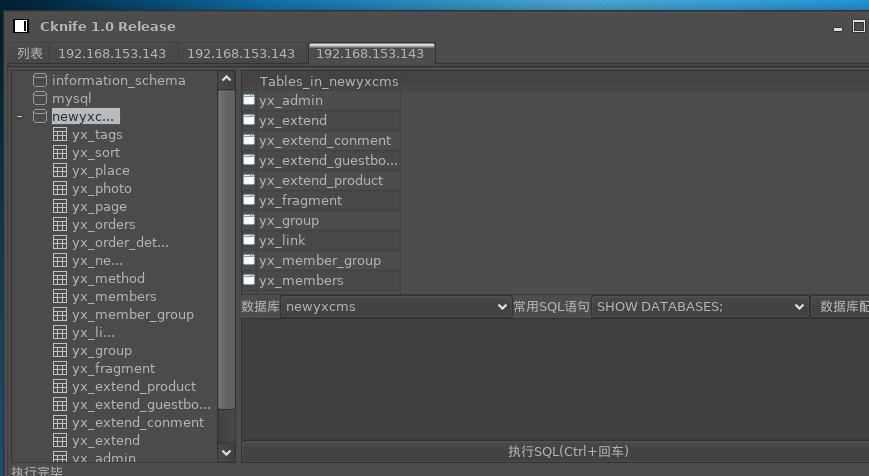 Cknife 1.0 Release
列表 192.168.153.143 192.168.153.143 192.168.153.143
information_schema
mysql
newyxc...
yx_tags
yx_sort
yx_place
yx_photo
yx_page
yx_orders
yx_order_det...
yx_ne...
yx_method
yx_members
yx_member_group
yx_li...
yx_group
yx_fragment
yx_extend_product
yx_extend_guestbo...
yx_extend_conment
yx_extend
yx_admin
Tables_in_newyxcms
yx_admin
yx_extend
yx_extend_conment
yx_extend_guestbo...
yx_extend_product
yx_fragment
yx_group
yx_link
yx_member_group
yx_members
数据库 newyxcms 常用SQL语句 SHOW DATABASES; 数据库配
执行SQL(Ctrl+回车)
执行完毕